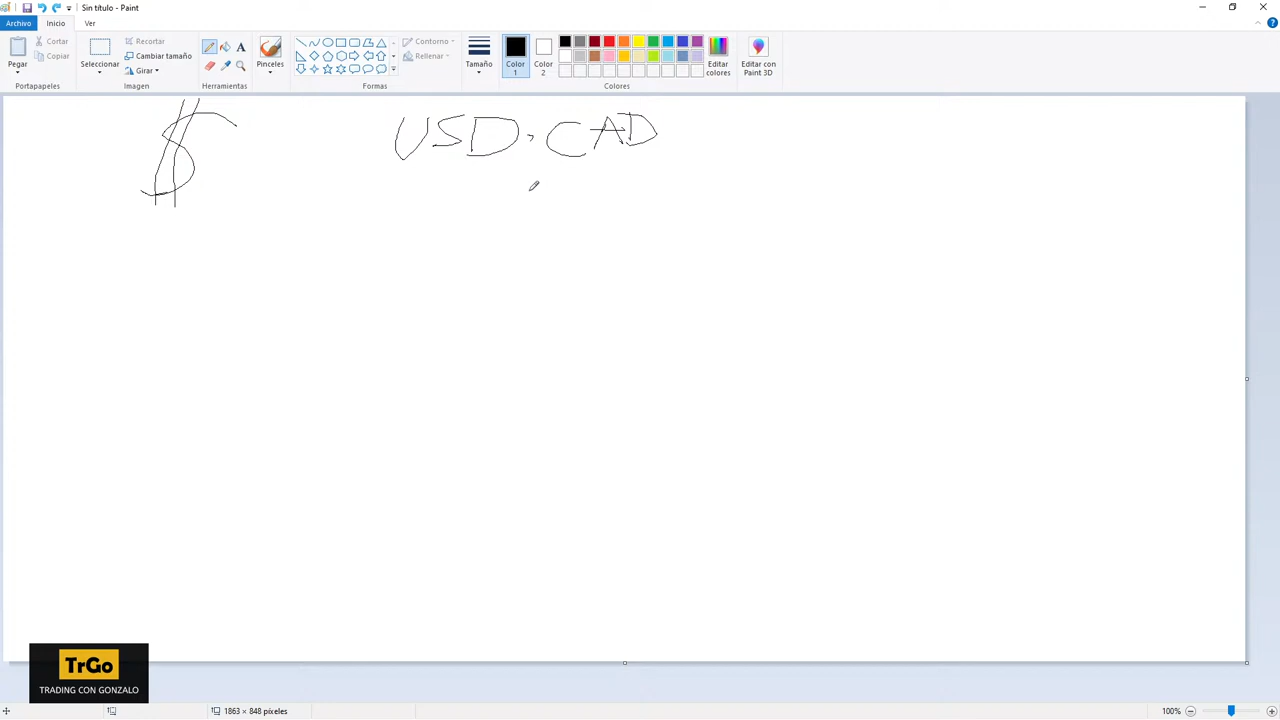 Sin título - Paint
Archivo Inicio Ver
Pegar
Cortar
Copiar
Portapapeles
Seleccionar
Recortar
Cambiar tamaño
Girar
Imagen
A
Herramientas
Pinceles
Contorno
Rellenar
Formas
Tamaño
Color 1
Color 2
Editar colores
Colores
Editar con Paint 3D
$ USD. CAD
TrGo
TRADING CON GONZALO
1863 × 848 píxeles
100%